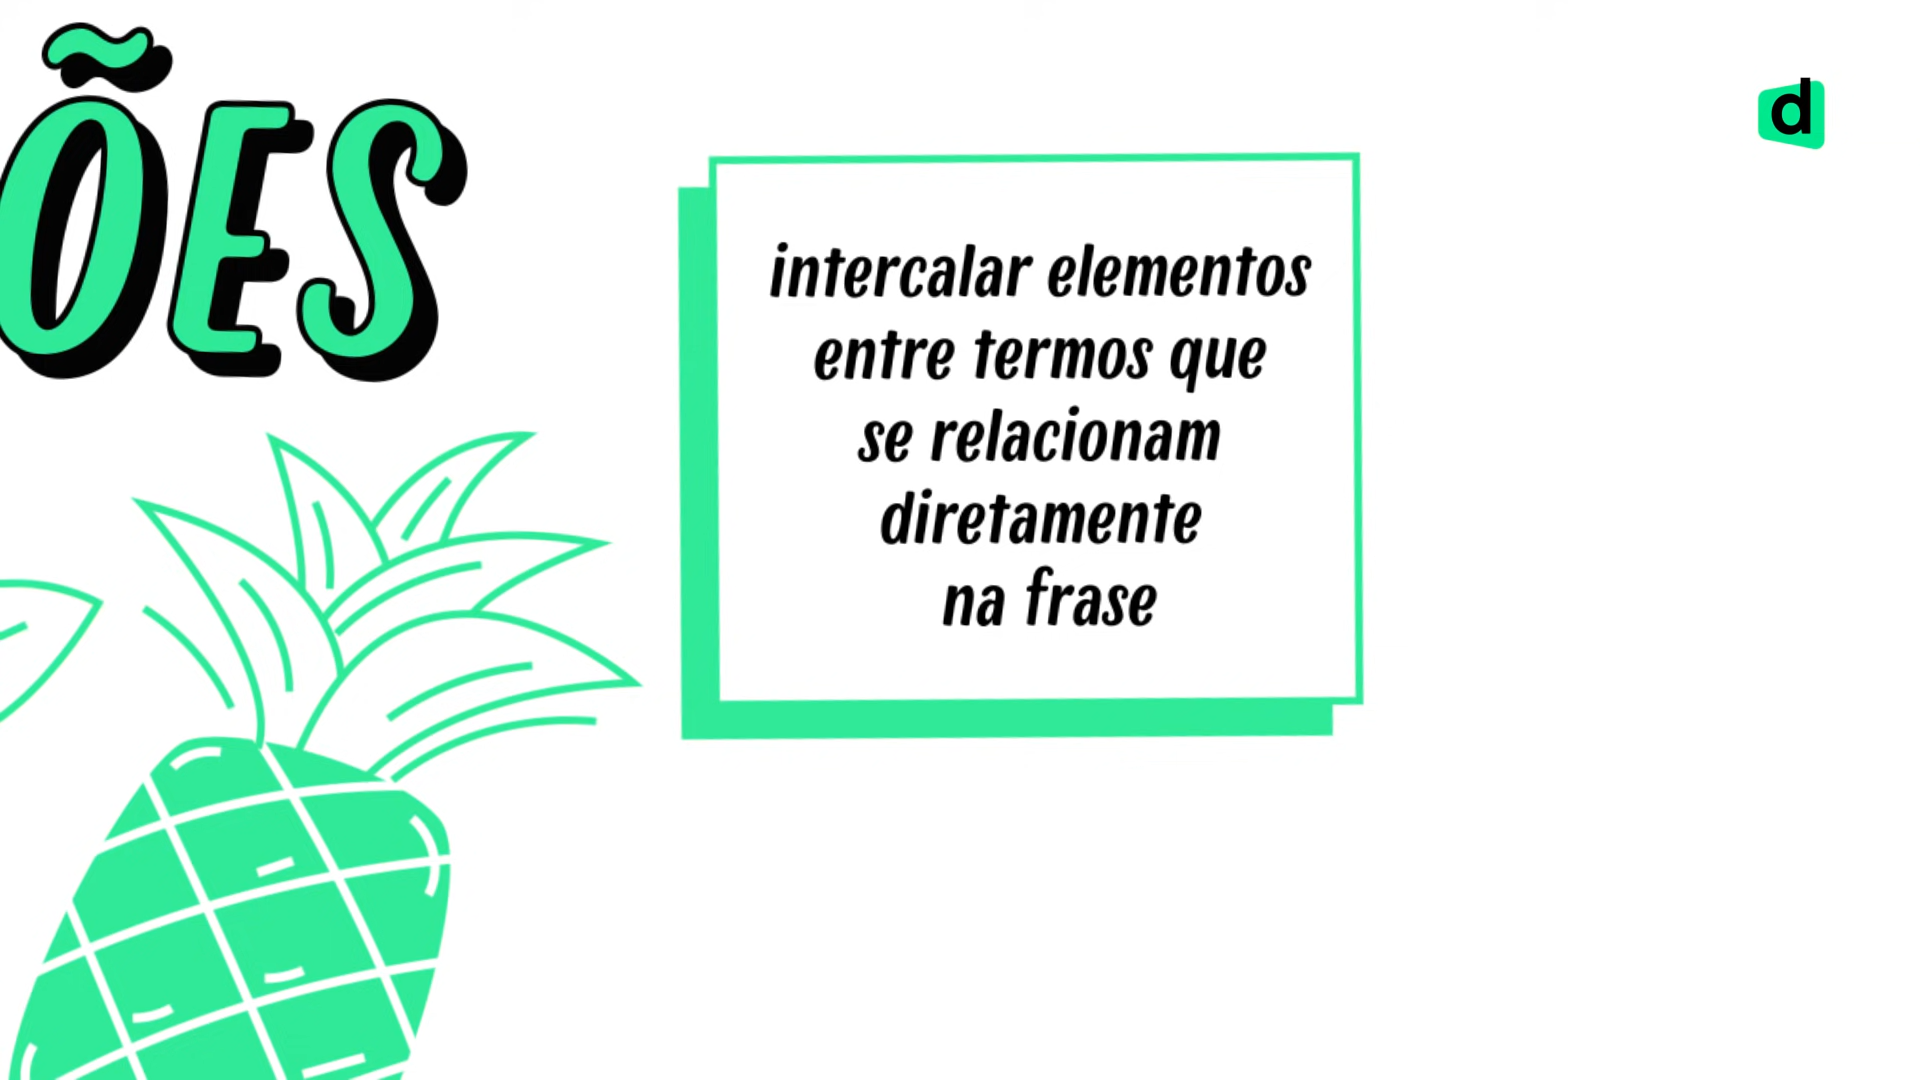 ÕES
d
intercalar elementos
entre termos que
se relacionam
diretamente
na frase